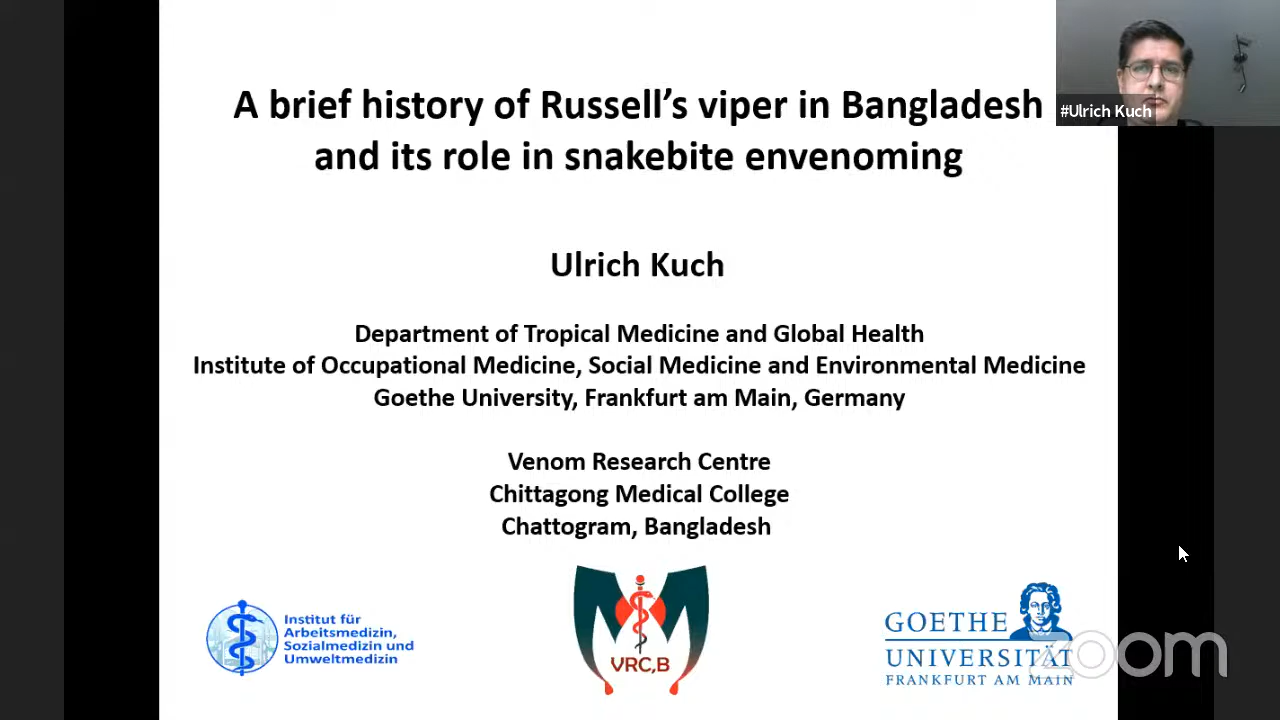 A brief history of Russell's viper in Bangladesh
and its role in snakebite envenoming
#Ulrich Kuch
Ulrich Kuch
Department of Tropical Medicine and Global Health
Institute of Occupational Medicine, Social Medicine and Environmental Medicine
Goethe University, Frankfurt am Main, Germany
Venom Research Centre
Chittagong Medical College
Chattogram, Bangladesh
Institut für
Arbeitsmedizin,
Sozialmedizin und
Umweltmedizin
VRC,B
GOETHE
UNIVERSITÄT
FRANKFURT AM MAIN
zoom